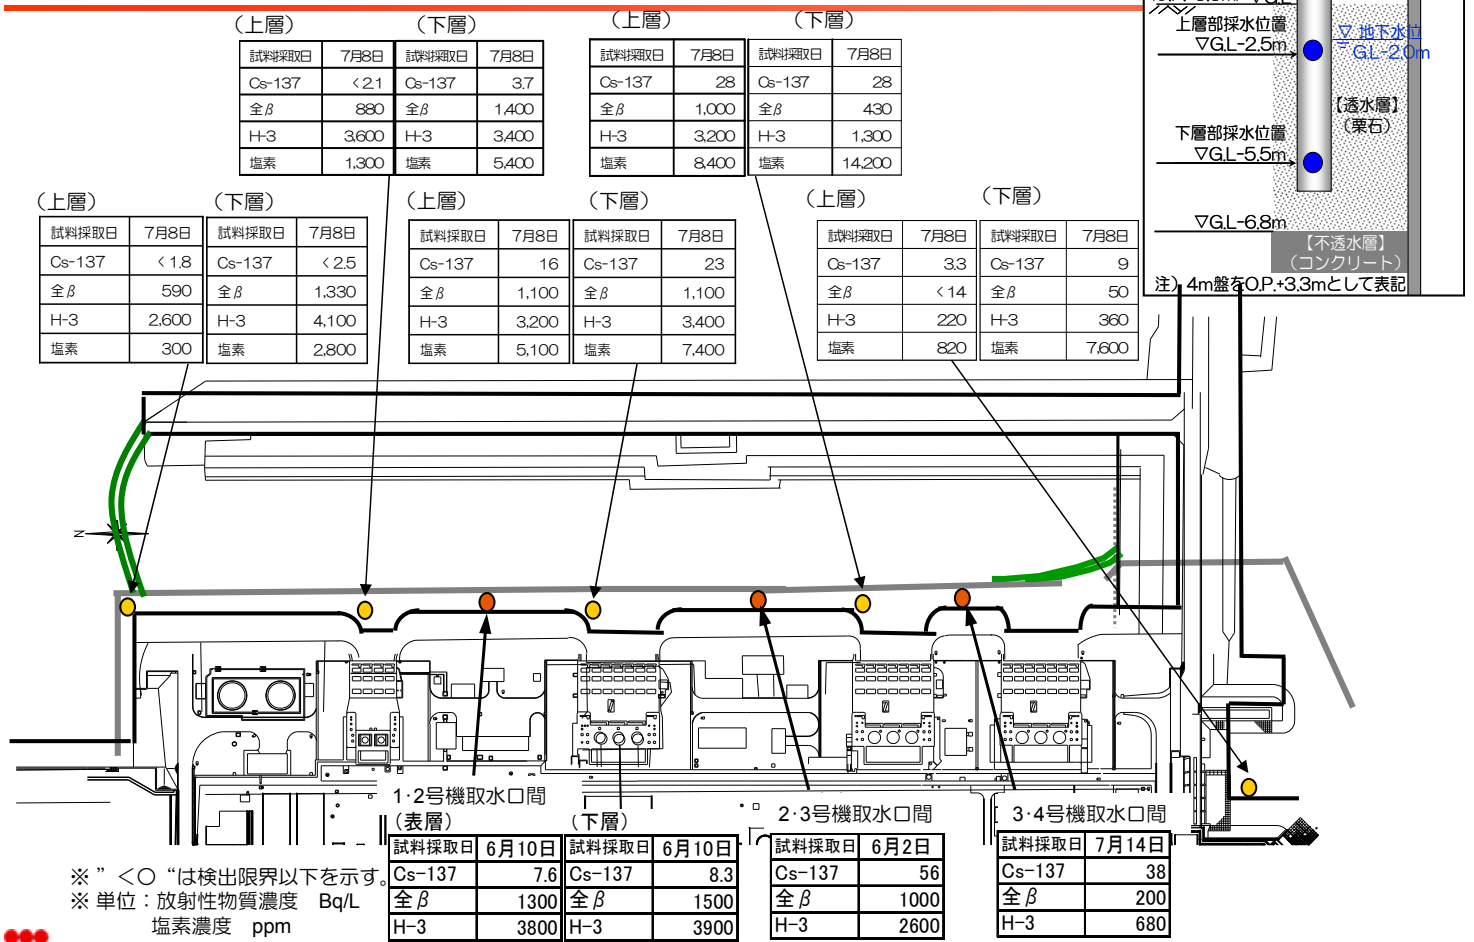 (上層) (下層)
試料採取日 7月8日 試料採取日 7月8日
Cs-137 <2.1 Cs-137 3.7
全β 880 全β 1,400
H-3 3,600 H-3 3,400
塩素 1,300 塩素 5,400
(上層) (下層)
試料採取日 7月8日 試料採取日 7月8日
Cs-137 28 Cs-137 28
全β 1,000 全β 430
H-3 3,200 H-3 1,300
塩素 8,400 塩素 14,200
上層部採水位置
▽G.L-2.5m
▽ 地下水位
G.L-2.0m
【透水層】
(栗石)
下層部採水位置
▽G.L-5.5m
▽G.L-6.8m
【不透水層】
(コンクリート)
注) 4m盤をO.P.+3.3mとして表記
(上層) (下層)
試料採取日 7月8日 試料採取日 7月8日
Cs-137 <1.8 Cs-137 <2.5
全β 590 全β 1,330
H-3 2,600 H-3 4,100
塩素 300 塩素 2,800
(上層) (下層)
試料採取日 7月8日 試料採取日 7月8日
Cs-137 16 Cs-137 23
全β 1,100 全β 1,100
H-3 3,200 H-3 3,400
塩素 5,100 塩素 7,400
(上層) (下層)
試料採取日 7月8日 試料採取日 7月8日
Cs-137 3.3 Cs-137 9
全β <14 全β 50
H-3 220 H-3 360
塩素 820 塩素 7,600
N
1・2号機取水口間
(表層) (下層)
試料採取日 6月10日 試料採取日 6月10日
Cs-137 7.6 Cs-137 8.3
全β 1300 全β 1500
H-3 3800 H-3 3900
2・3号機取水口間
試料採取日 6月2日
Cs-137 56
全β 1000
H-3 2600
3・4号機取水口間
試料採取日 7月14日
Cs-137 38
全β 200
H-3 680
※ ” <○ “は検出限界以下を示す。
※ 単位：放射性物質濃度 Bq/L
塩素濃度 ppm